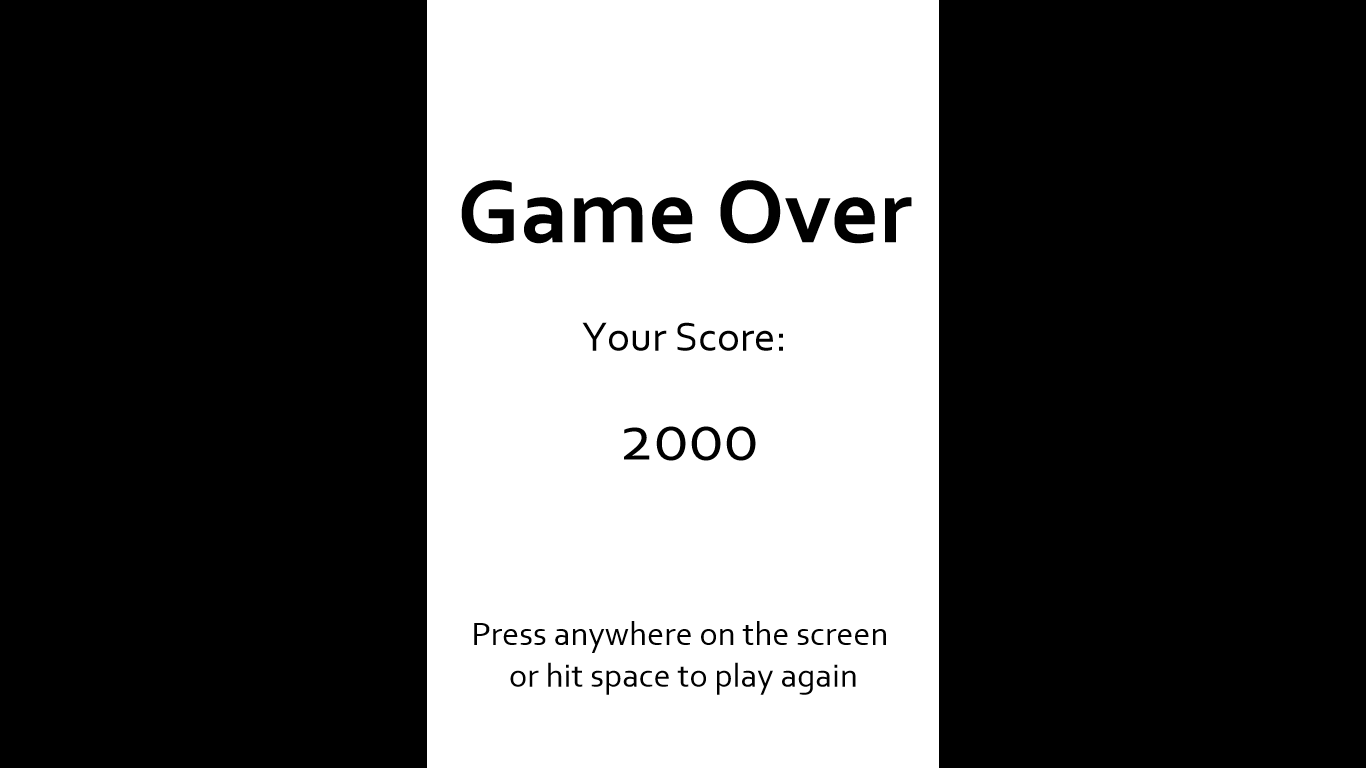 Game Over
Your Score:
2000
Press anywhere on the screen
or hit space to play again